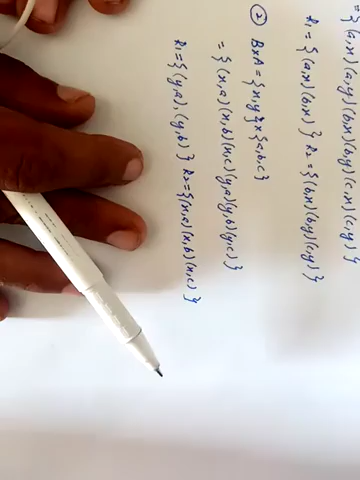 = {(a,x)(a,y)(b,x)(b,y)(c,x)(c,y)}
R₁ = {(a,x)(b,x)} R₂ = {(b,x)(b,y)(c,y)}
② B×A = {x,y}×{a,b,c}
= {(x,a)(x,b)(x,c)(y,a)(y,b)(y,c)}
R₁ = {(y,a),(y,b)} R₂ = {(x,a)(x,b)(x,c)}